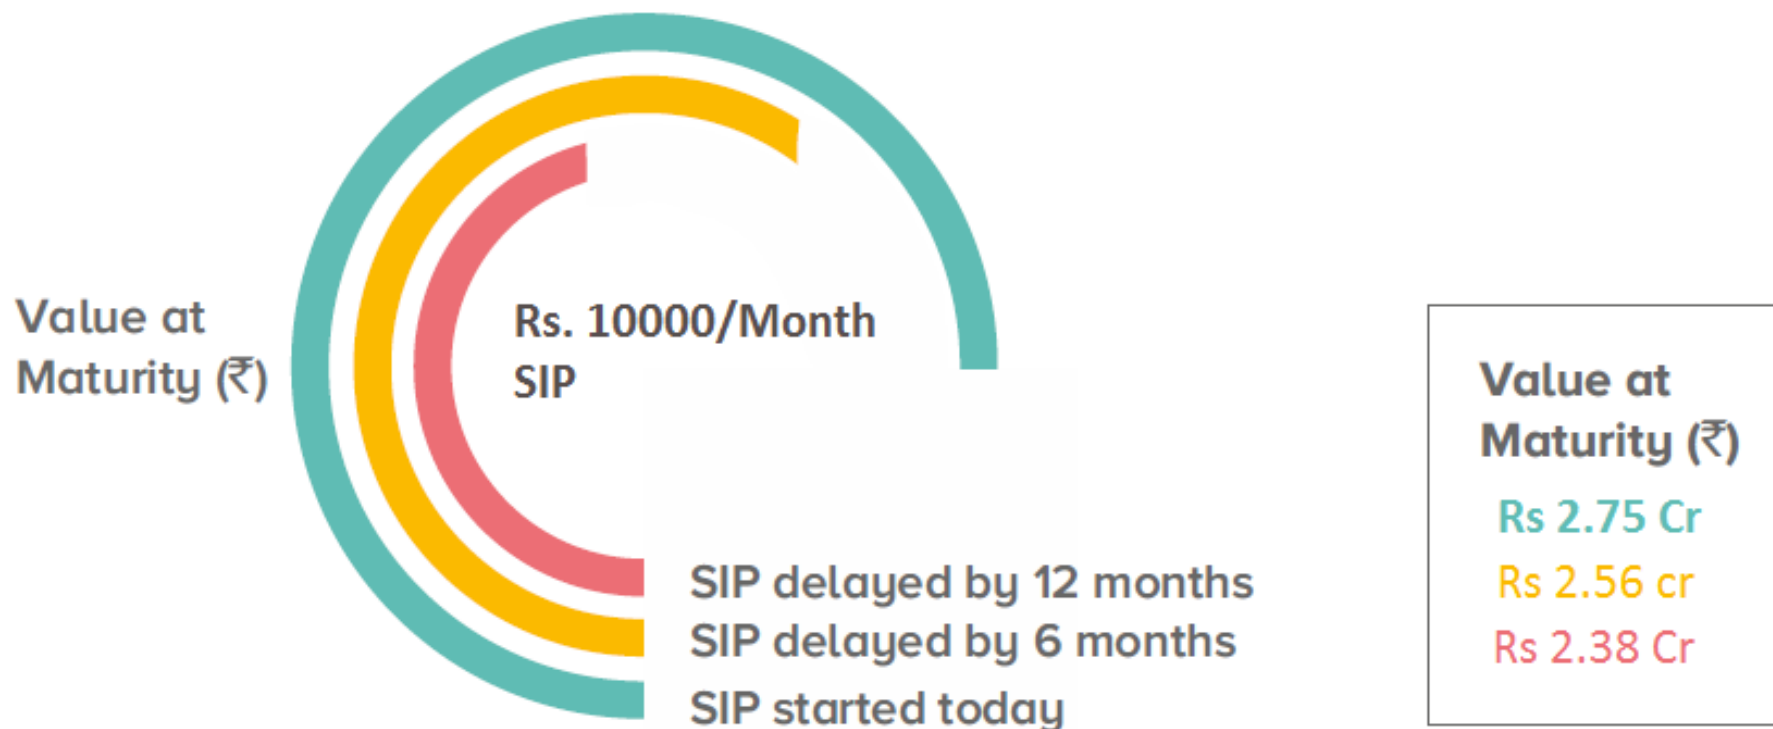 Value at
Maturity (₹)
Rs. 10000/Month
SIP
SIP delayed by 12 months
SIP delayed by 6 months
SIP started today
Value at
Maturity (₹)
Rs 2.75 Cr
Rs 2.56 cr
Rs 2.38 Cr